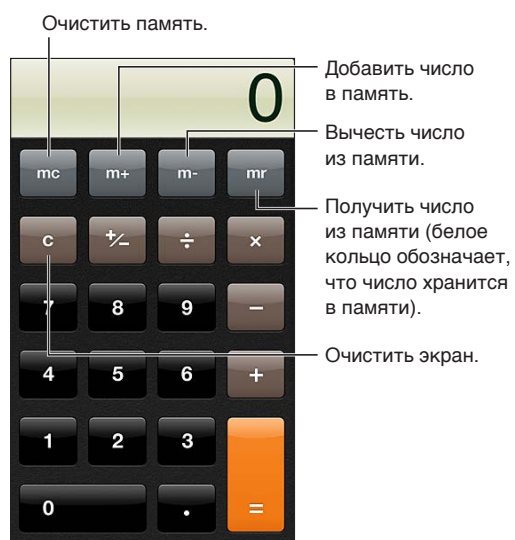 Очистить память.
0
Добавить число
в память.
Вычесть число
из памяти.
mc m+ m- mr
Получить число
из памяти (белое
кольцо обозначает,
что число хранится
в памяти).
c +/− ÷ ×
7 8 9 −
Очистить экран.
4 5 6 +
1 2 3
0 . =